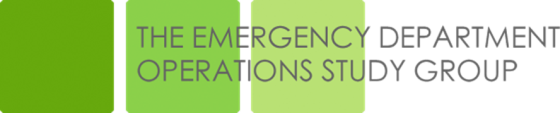 THE EMERGENCY DEPARTMENT
OPERATIONS STUDY GROUP